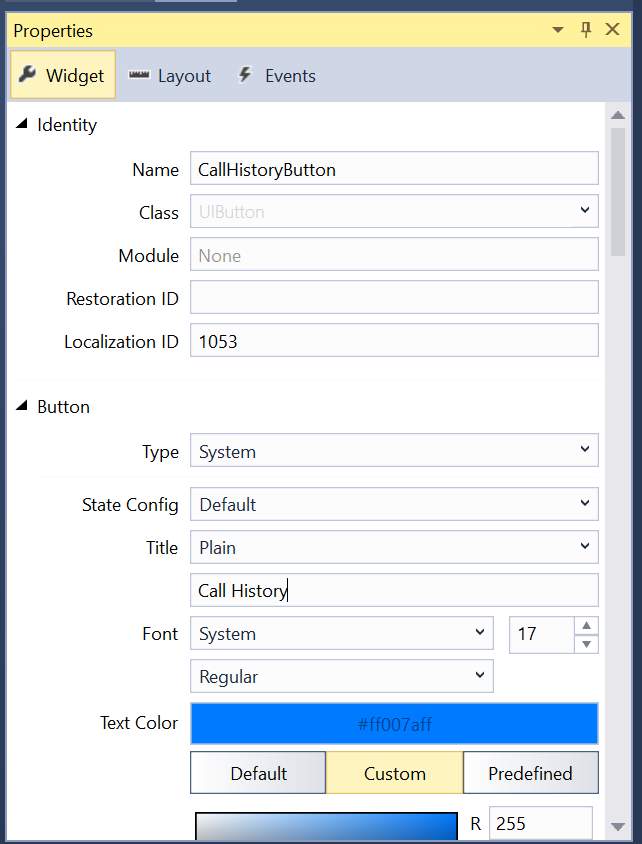 Properties
Widget Layout Events
Identity
Name CallHistoryButton
Class UIButton
Module None
Restoration ID
Localization ID 1053
Button
Type System
State Config Default
Title Plain
Call History
Font System 17
Regular
Text Color #ff007aff
Default Custom Predefined
R 255